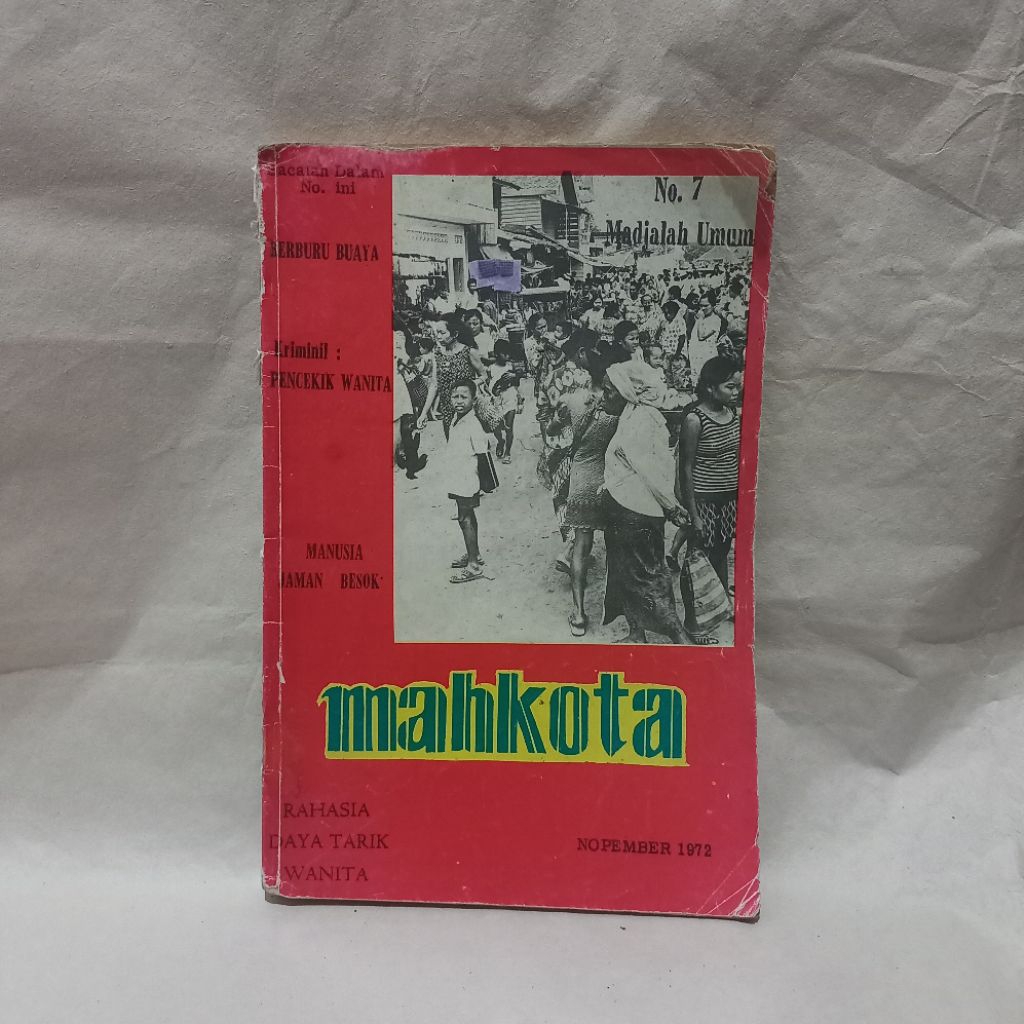 Bacaan Dalam
No. ini
BERBURU BUAYA
Kriminil :
PENCEKIK WANITA
MANUSIA
JAMAN BESOK
No. 7
Madjalah Umum
mahkota
RAHASIA
DAYA TARIK
WANITA
NOPEMBER 1972